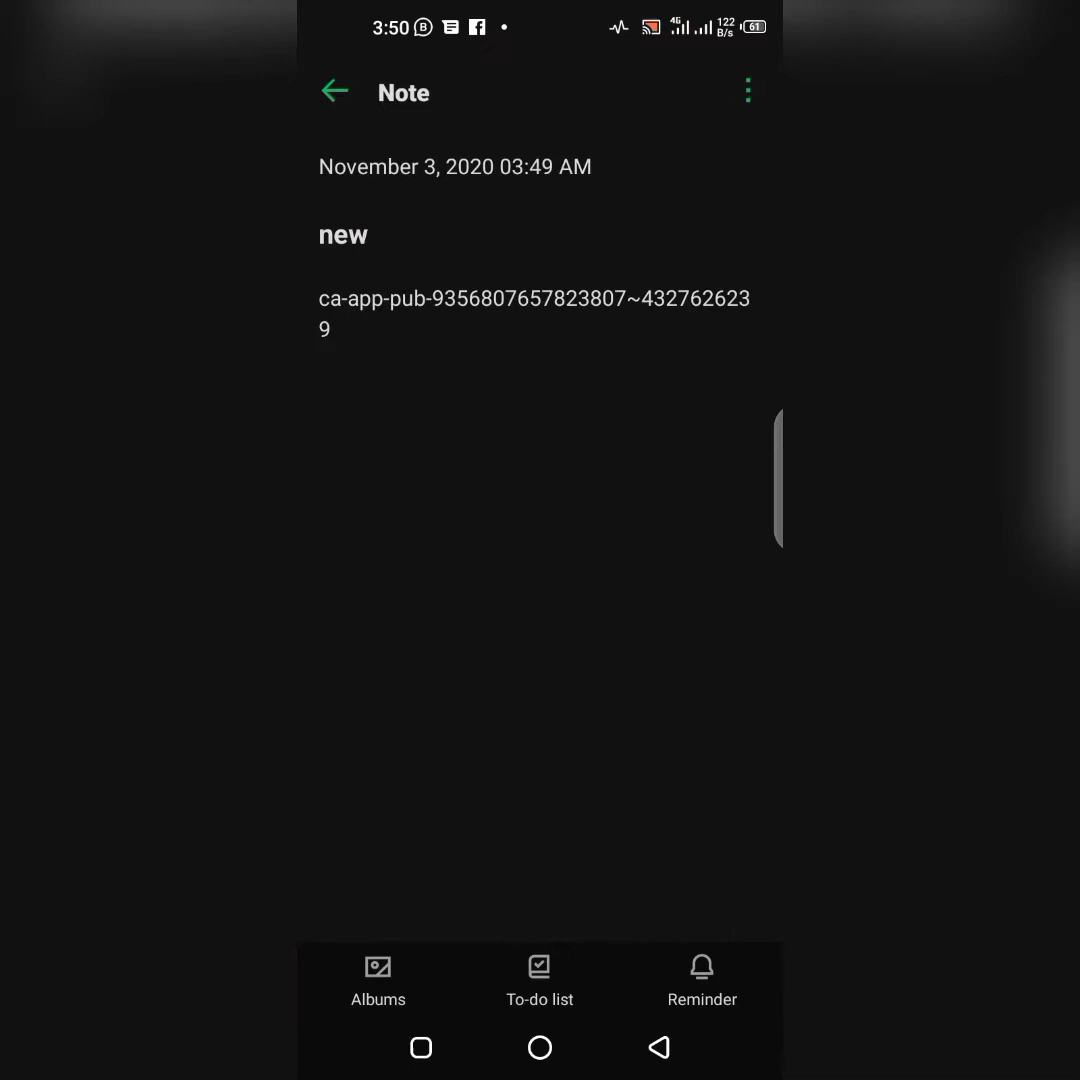 3:50 B 4G 122 B/s 61
Note
November 3, 2020 03:49 AM
new
ca-app-pub-9356807657823807~432762623
9
Albums To-do list Reminder